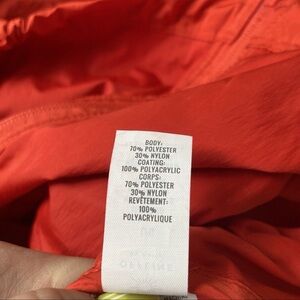 BODY:
70% POLYESTER
30% NYLON
COATING:
100% POLYACRYLIC
CORPS:
70% POLYESTER
30% NYLON
REVÊTEMENT:
100%
POLYACRYLIQUE